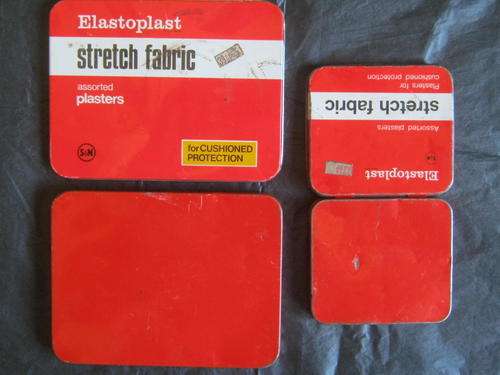 Elastoplast
stretch fabric
assorted
plasters
S&N
for CUSHIONED
PROTECTION
Elastoplast
Assorted plasters
stretch fabric
Plasters for
cushioned protection